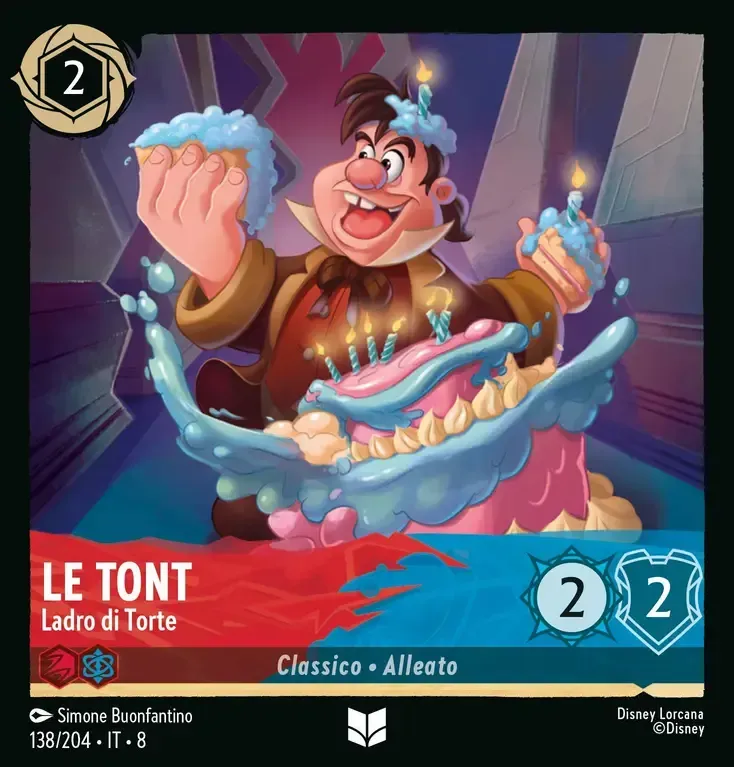 2
LE TONT
Ladro di Torte
2
2
Classico • Alleato
Simone Buonfantino
138/204 • IT • 8
Disney Lorcana
©Disney